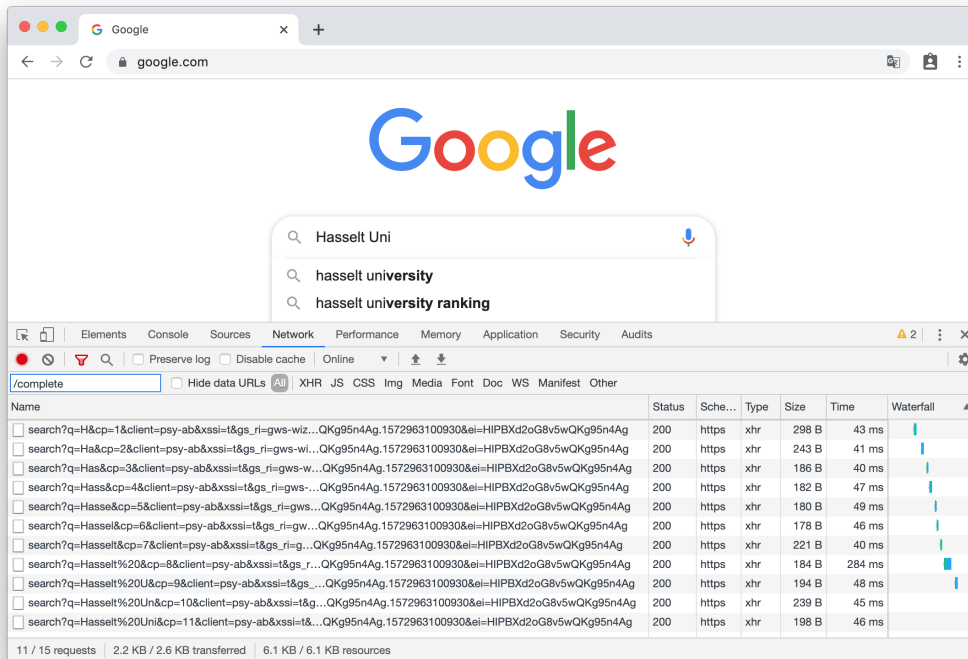 Google
google.com
Google
Hasselt Uni
hasselt university
hasselt university ranking
Elements Console Sources Network Performance Memory Application Security Audits 2
Preserve log Disable cache Online
/complete Hide data URLs All XHR JS CSS Img Media Font Doc WS Manifest Other
Name Status Sche... Type Size Time Waterfall
search?q=H&cp=1&client=psy-ab&xssi=t&gs_ri=gws-wiz...QKg95n4Ag.1572963100930&ei=HIPBXd2oG8v5wQKg95n4Ag 200 https xhr 298 B 43 ms
search?q=Ha&cp=2&client=psy-ab&xssi=t&gs_ri=gws-wi...QKg95n4Ag.1572963100930&ei=HIPBXd2oG8v5wQKg95n4Ag 200 https xhr 243 B 41 ms
search?q=Has&cp=3&client=psy-ab&xssi=t&gs_ri=gws-w...QKg95n4Ag.1572963100930&ei=HIPBXd2oG8v5wQKg95n4Ag 200 https xhr 186 B 40 ms
search?q=Hass&cp=4&client=psy-ab&xssi=t&gs_ri=gws-...QKg95n4Ag.1572963100930&ei=HIPBXd2oG8v5wQKg95n4Ag 200 https xhr 182 B 47 ms
search?q=Hasse&cp=5&client=psy-ab&xssi=t&gs_ri=gws...QKg95n4Ag.1572963100930&ei=HIPBXd2oG8v5wQKg95n4Ag 200 https xhr 180 B 49 ms
search?q=Hassel&cp=6&client=psy-ab&xssi=t&gs_ri=gw...QKg95n4Ag.1572963100930&ei=HIPBXd2oG8v5wQKg95n4Ag 200 https xhr 178 B 46 ms
search?q=Hasselt&cp=7&client=psy-ab&xssi=t&gs_ri=g...QKg95n4Ag.1572963100930&ei=HIPBXd2oG8v5wQKg95n4Ag 200 https xhr 221 B 40 ms
search?q=Hasselt%20&cp=8&client=psy-ab&xssi=t&gs_r...QKg95n4Ag.1572963100930&ei=HIPBXd2oG8v5wQKg95n4Ag 200 https xhr 184 B 284 ms
search?q=Hasselt%20U&cp=9&client=psy-ab&xssi=t&gs_...QKg95n4Ag.1572963100930&ei=HIPBXd2oG8v5wQKg95n4Ag 200 https xhr 194 B 48 ms
search?q=Hasselt%20Un&cp=10&client=psy-ab&xssi=t&g...QKg95n4Ag.1572963100930&ei=HIPBXd2oG8v5wQKg95n4Ag 200 https xhr 239 B 45 ms
search?q=Hasselt%20Uni&cp=11&client=psy-ab&xssi=t&...QKg95n4Ag.1572963100930&ei=HIPBXd2oG8v5wQKg95n4Ag 200 https xhr 198 B 46 ms
11 / 15 requests 2.2 KB / 2.6 KB transferred 6.1 KB / 6.1 KB resources